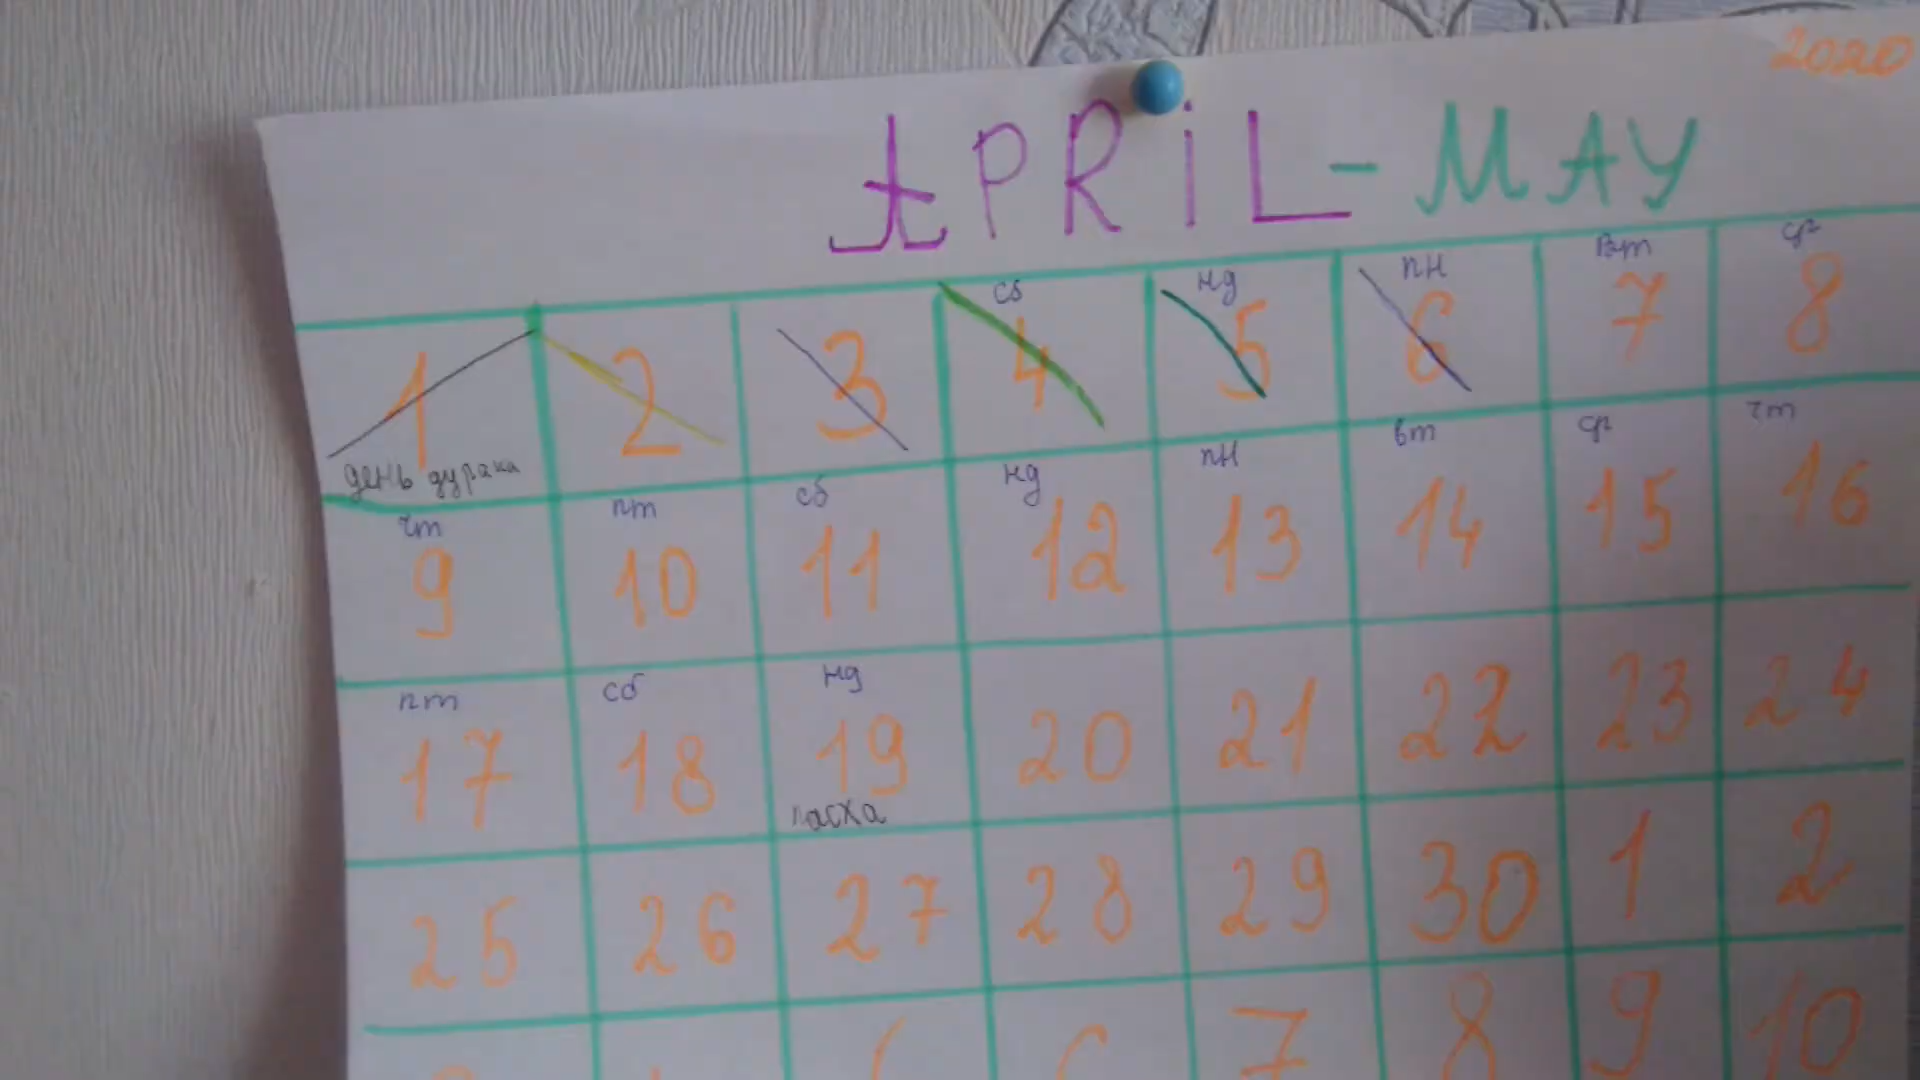 2020
APRiL-MAY
сб нд пн Вт ср
1 2 3 4 5 6 7 8
день дурака
чт пт сб нд пн вт ср чт
9 10 11 12 13 14 15 16
пт сб нд
17 18 19 20 21 22 23 24
пасха
25 26 27 28 29 30 1 2
7 8 9 10